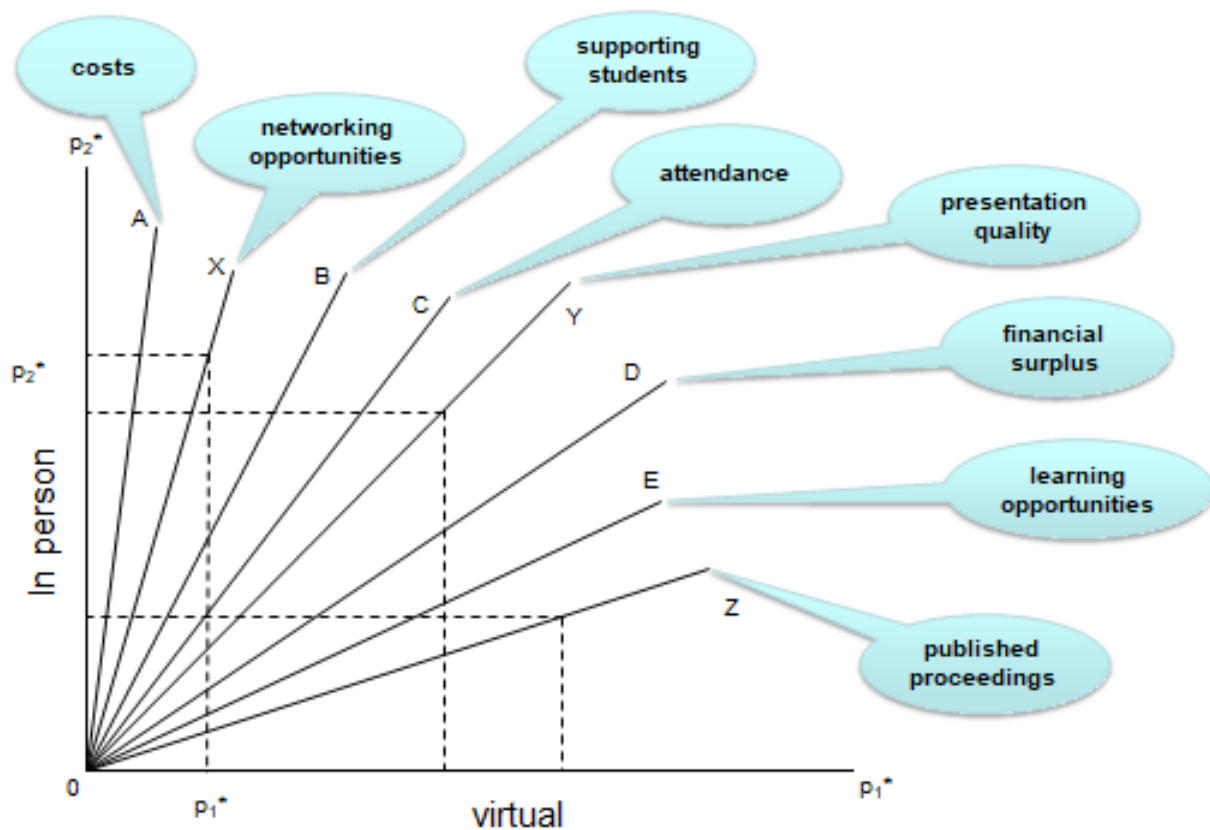 costs
supporting
students
networking
opportunities
p₂*
attendance
A
X
B
C
presentation
quality
Y
p₂*
D
financial
surplus
In person
E
learning
opportunities
Z
published
proceedings
0
p₁*
virtual
p₁*